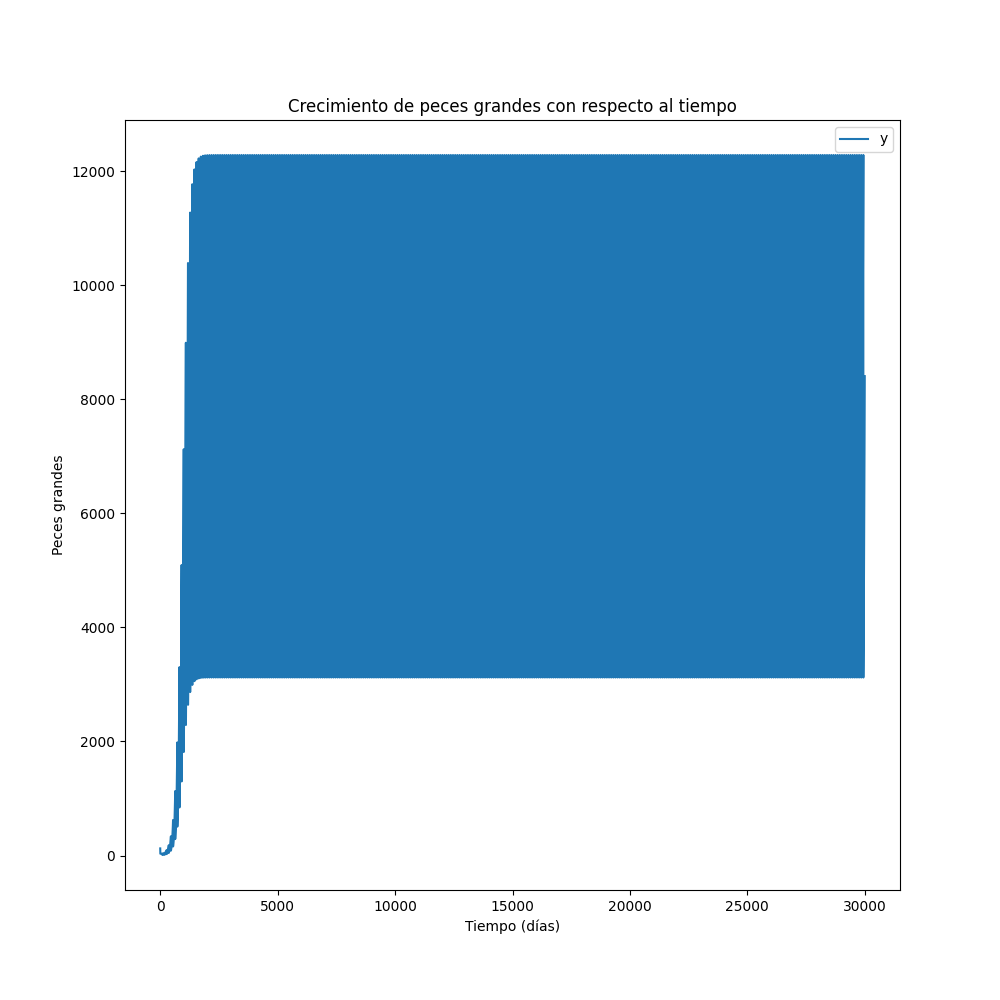 Crecimiento de peces grandes con respecto al tiempo
y
12000
10000
8000
6000
4000
2000
0
Peces grandes
0 5000 10000 15000 20000 25000 30000
Tiempo (días)